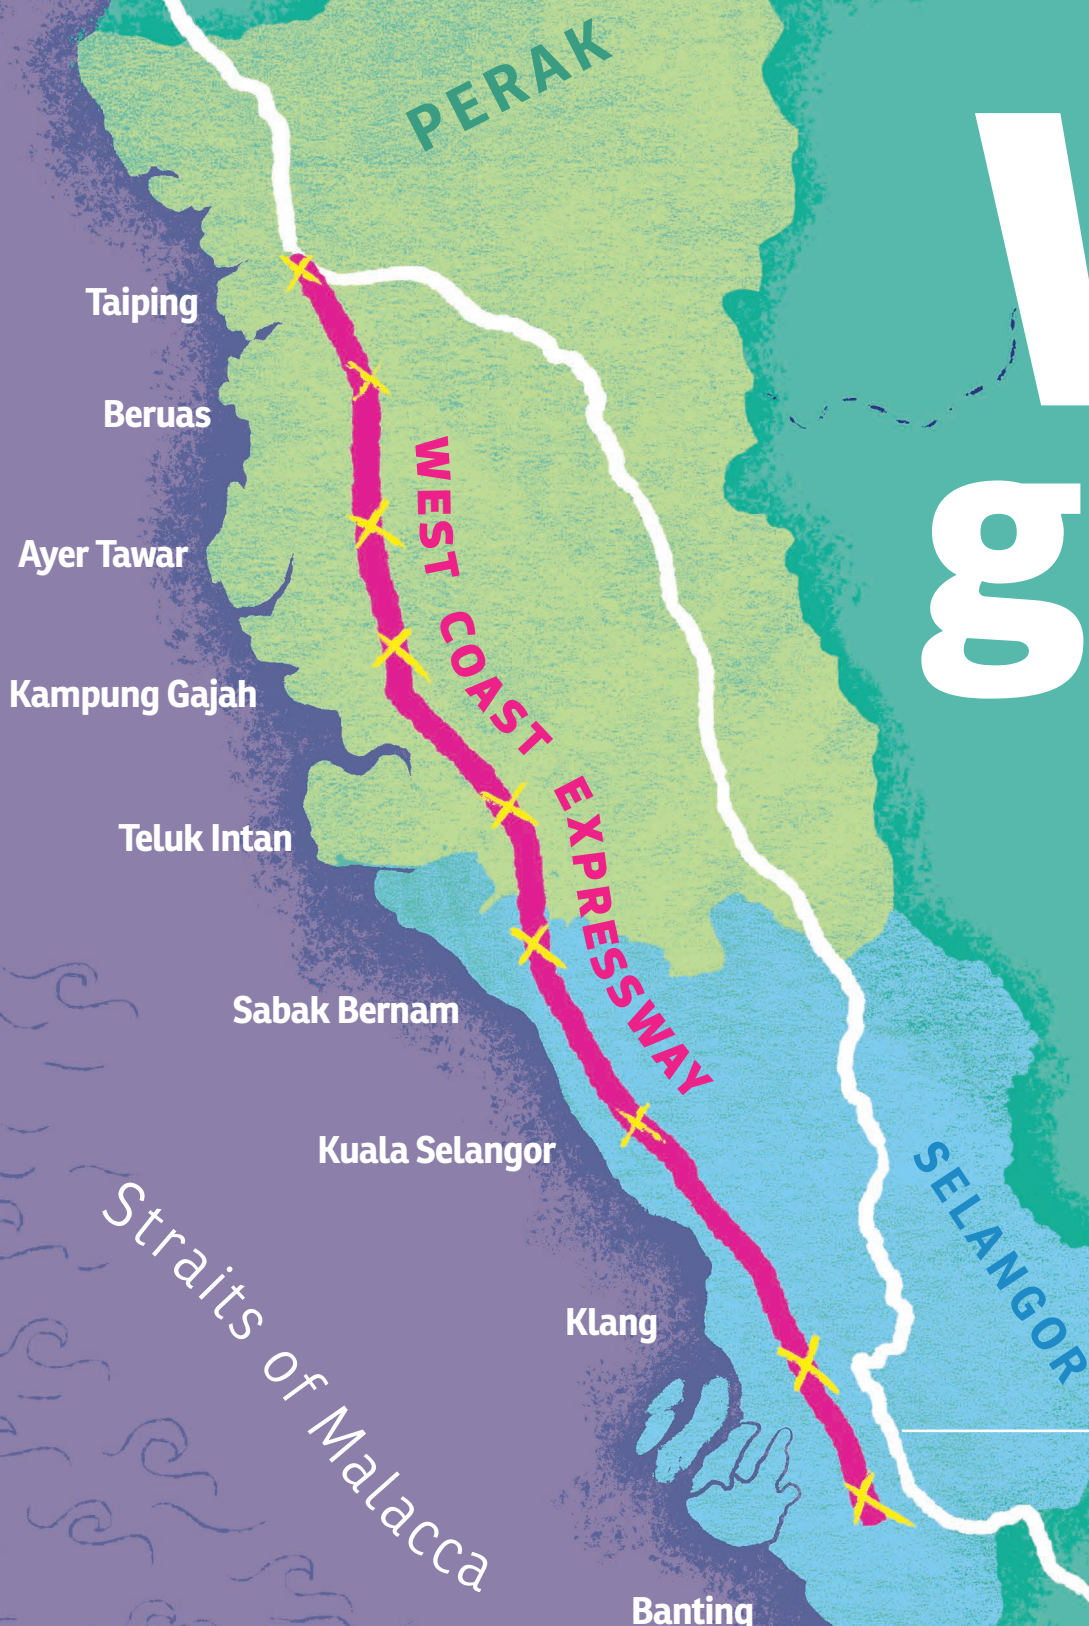 PERAK
Taiping
Beruas
WEST COAST EXPRESSWAY
Ayer Tawar
Kampung Gajah
Teluk Intan
Sabak Bernam
Kuala Selangor
SELANGOR
Straits of Malacca
Klang
Banting